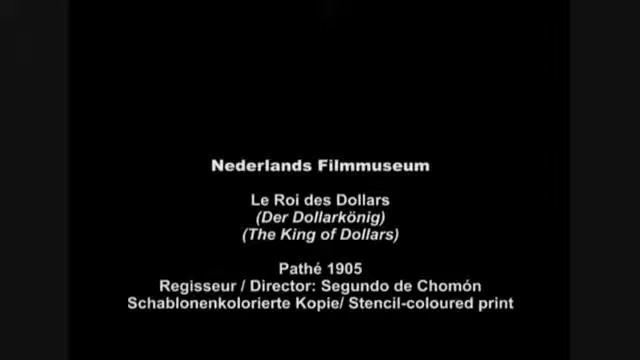 Nederlands Filmmuseum
Le Roi des Dollars
(Der Dollarkönig)
(The King of Dollars)
Pathé 1905
Regisseur / Director: Segundo de Chomón
Schablonenkolorierte Kopie/ Stencil-coloured print